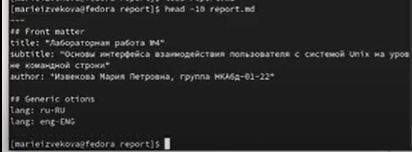 [marieizvekova@fedora report]$ head -10 report.md
---
## Front matter
title: "Лабораторная работа №4"
subtitle: "Основы интерфейса взаимодействия пользователя с системой Unix на уров
не командной строки"
author: "Извекова Мария Петровна, группа НКАбд-01-22"

## Generic otions
lang: ru-RU
lang: eng-ENG

[marieizvekova@fedora report]$